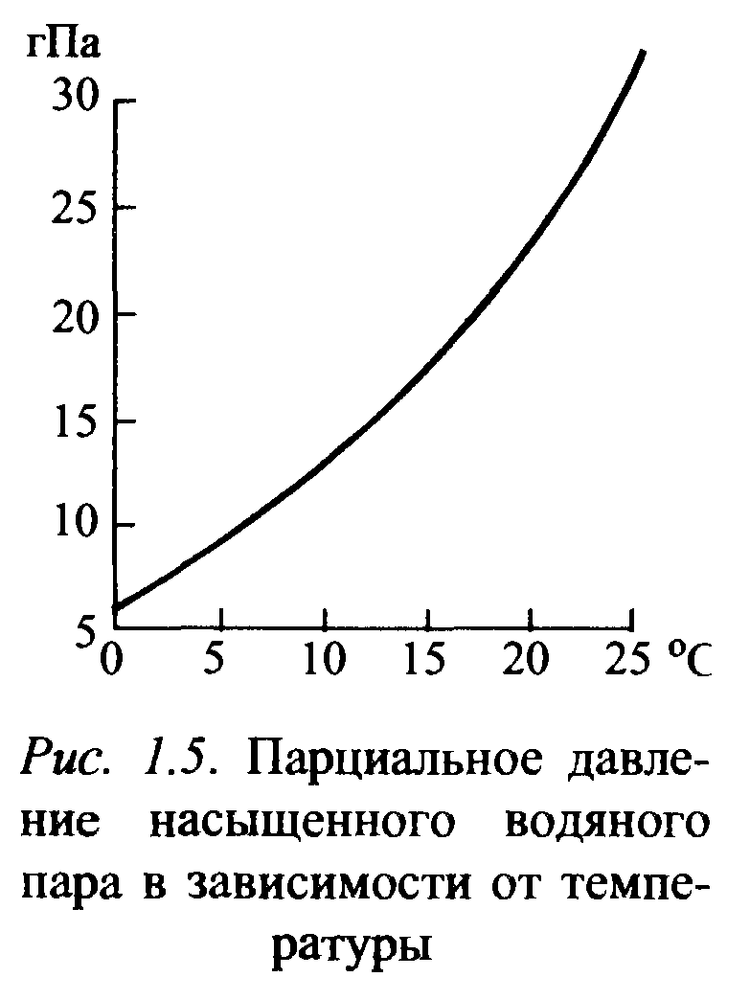 гПа
30
25
20
15
10
5
0 5 10 15 20 25 °С
Рис. 1.5. Парциальное давле-
ние насыщенного водяного
пара в зависимости от темпе-
ратуры